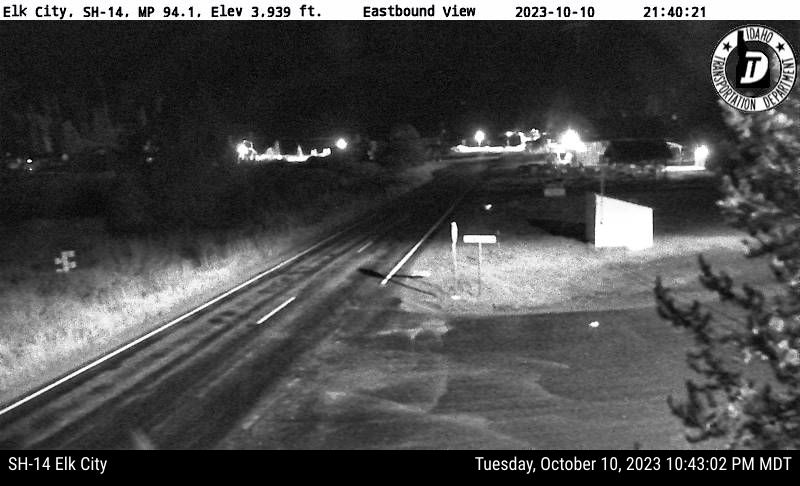 Elk City, SH-14, MP 94.1, Elev 3,939 ft. Eastbound View 2023-10-10 21:40:21
IDAHO
TRANSPORTATION DEPARTMENT
SH-14 Elk City Tuesday, October 10, 2023 10:43:02 PM MDT